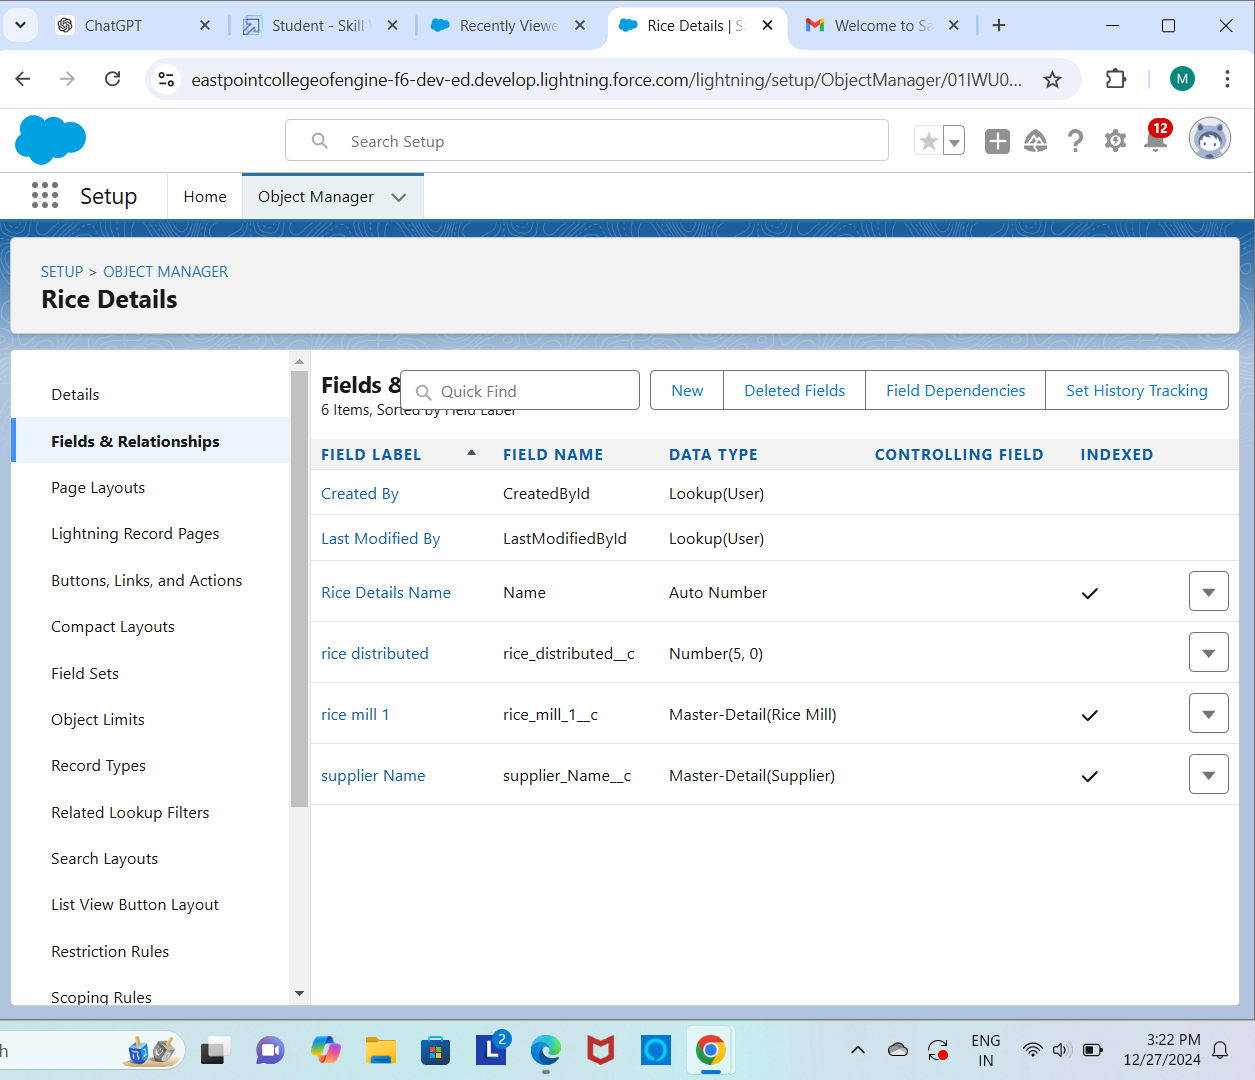 ChatGPT
Student - Skill
Recently Viewe
Rice Details | Sa
Welcome to Sa
eastpointcollegeofengine-f6-dev-ed.develop.lightning.force.com/lightning/setup/ObjectManager/01IWU0...
M
Search Setup
12
Setup
Home
Object Manager
SETUP > OBJECT MANAGER
Rice Details
Details
Fields & Relationships
Page Layouts
Lightning Record Pages
Buttons, Links, and Actions
Compact Layouts
Field Sets
Object Limits
Record Types
Related Lookup Filters
Search Layouts
List View Button Layout
Restriction Rules
Scoping Rules
Fields &
6 Items, Sorted by Field Label
Quick Find
New
Deleted Fields
Field Dependencies
Set History Tracking
FIELD LABEL FIELD NAME DATA TYPE CONTROLLING FIELD INDEXED
Created By CreatedById Lookup(User)
Last Modified By LastModifiedById Lookup(User)
Rice Details Name Name Auto Number
rice distributed rice_distributed__c Number(5, 0)
rice mill 1 rice_mill_1__c Master-Detail(Rice Mill)
supplier Name supplier_Name__c Master-Detail(Supplier)
h
L
2
ENG
IN
3:22 PM
12/27/2024